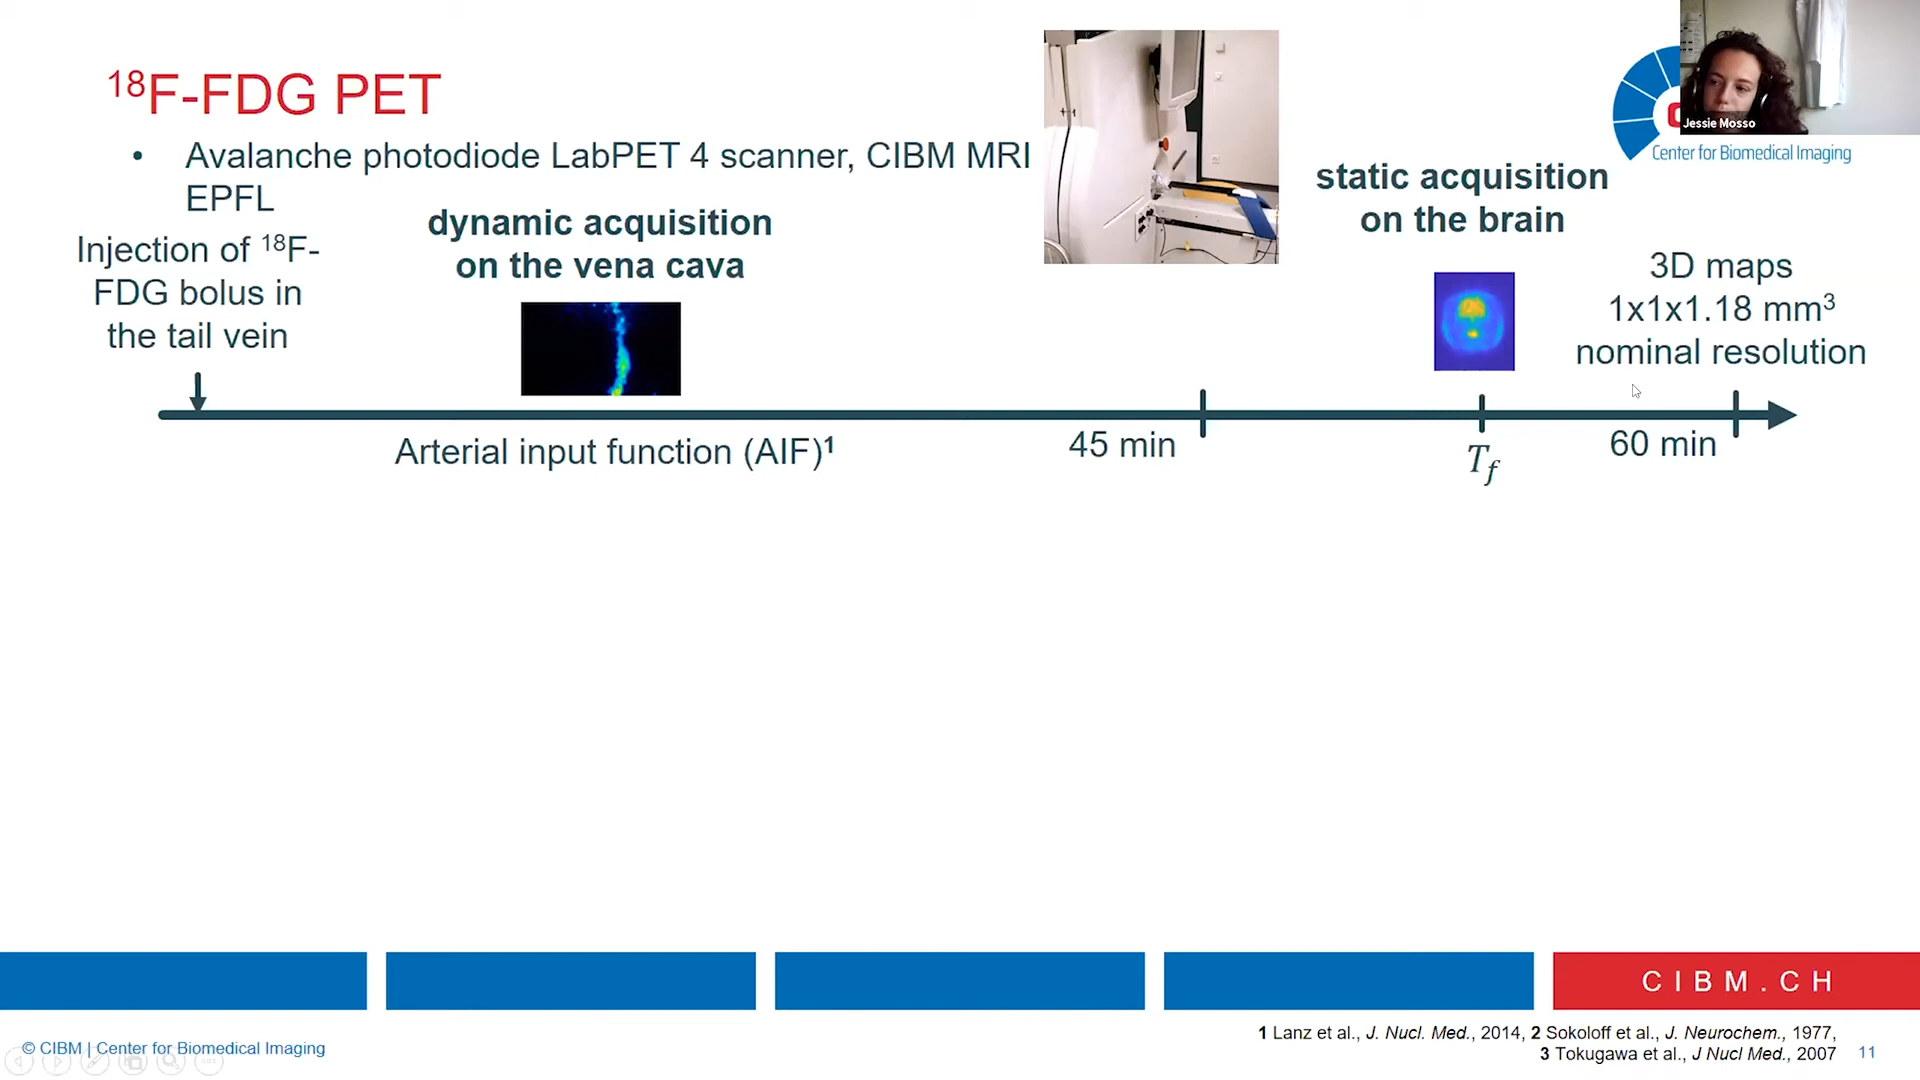 18F-FDG PET
• Avalanche photodiode LabPET 4 scanner, CIBM MRI
EPFL
Injection of 18F-
FDG bolus in
the tail vein
dynamic acquisition
on the vena cava
static acquisition
on the brain
3D maps
1x1x1.18 mm3
nominal resolution
Arterial input function (AIF)1
45 min
Tf
60 min
Jessie Mosso
Center for Biomedical Imaging
CIBM.CH
© CIBM | Center for Biomedical Imaging
1 Lanz et al., J. Nucl. Med., 2014, 2 Sokoloff et al., J. Neurochem., 1977,
3 Tokugawa et al., J Nucl Med., 2007
11